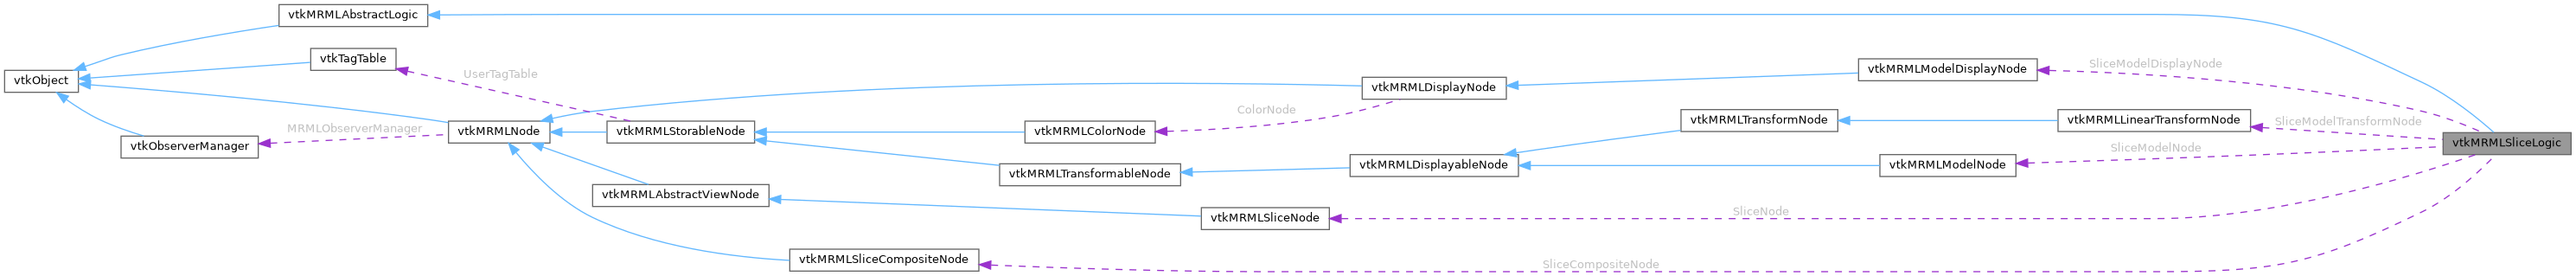 vtkMRMLAbstractLogic
vtkTagTable
vtkObject
UserTagTable
SliceModelDisplayNode
vtkMRMLModelDisplayNode
vtkMRMLDisplayNode
ColorNode
MRMLObserverManager
vtkMRMLNode
vtkMRMLStorableNode
vtkMRMLColorNode
vtkMRMLTransformNode
vtkMRMLLinearTransformNode
SliceModelTransformNode
vtkObserverManager
vtkMRMLSliceLogic
SliceModelNode
vtkMRMLDisplayableNode
vtkMRMLModelNode
vtkMRMLTransformableNode
vtkMRMLAbstractViewNode
vtkMRMLSliceNode
SliceNode
vtkMRMLSliceCompositeNode
SliceCompositeNode